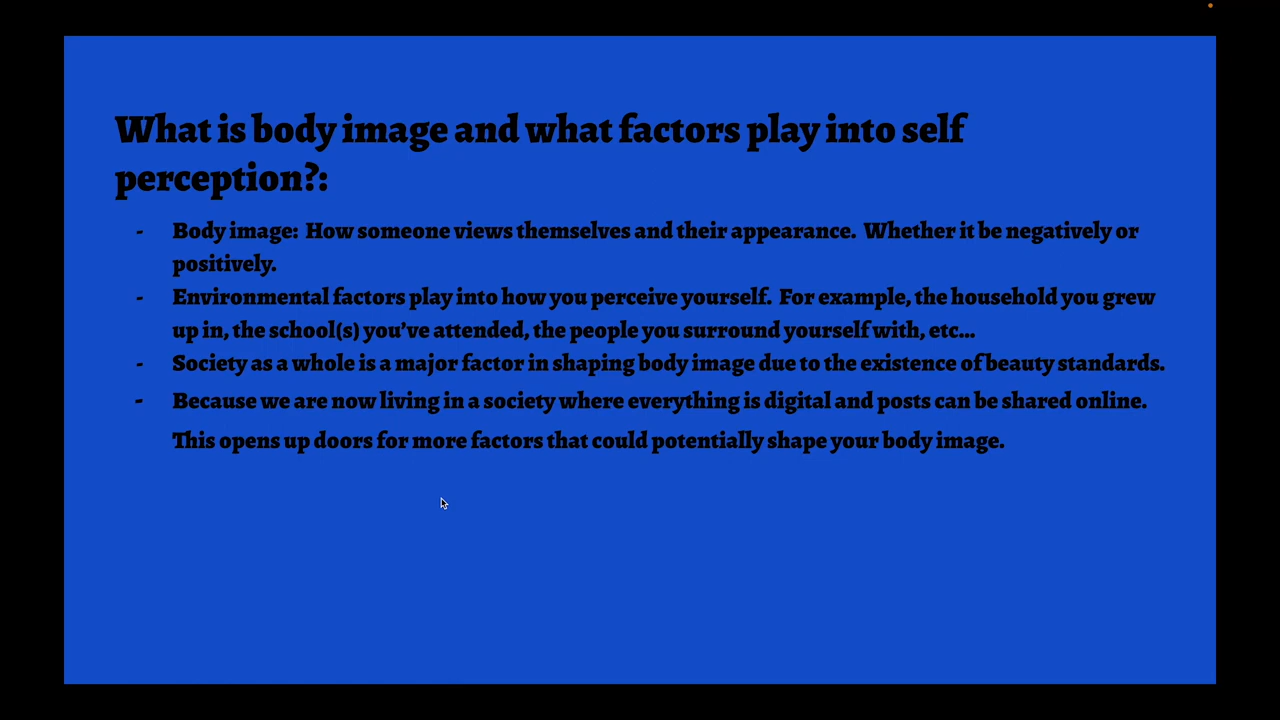 What is body image and what factors play into self
perception?:
- Body image:  How someone views themselves and their appearance.  Whether it be negatively or
positively.
- Environmental factors play into how you perceive yourself.  For example, the household you grew
up in, the school(s) you’ve attended, the people you surround yourself with, etc...
- Society as a whole is a major factor in shaping body image due to the existence of beauty standards.
- Because we are now living in a society where everything is digital and posts can be shared online.
This opens up doors for more factors that could potentially shape your body image.